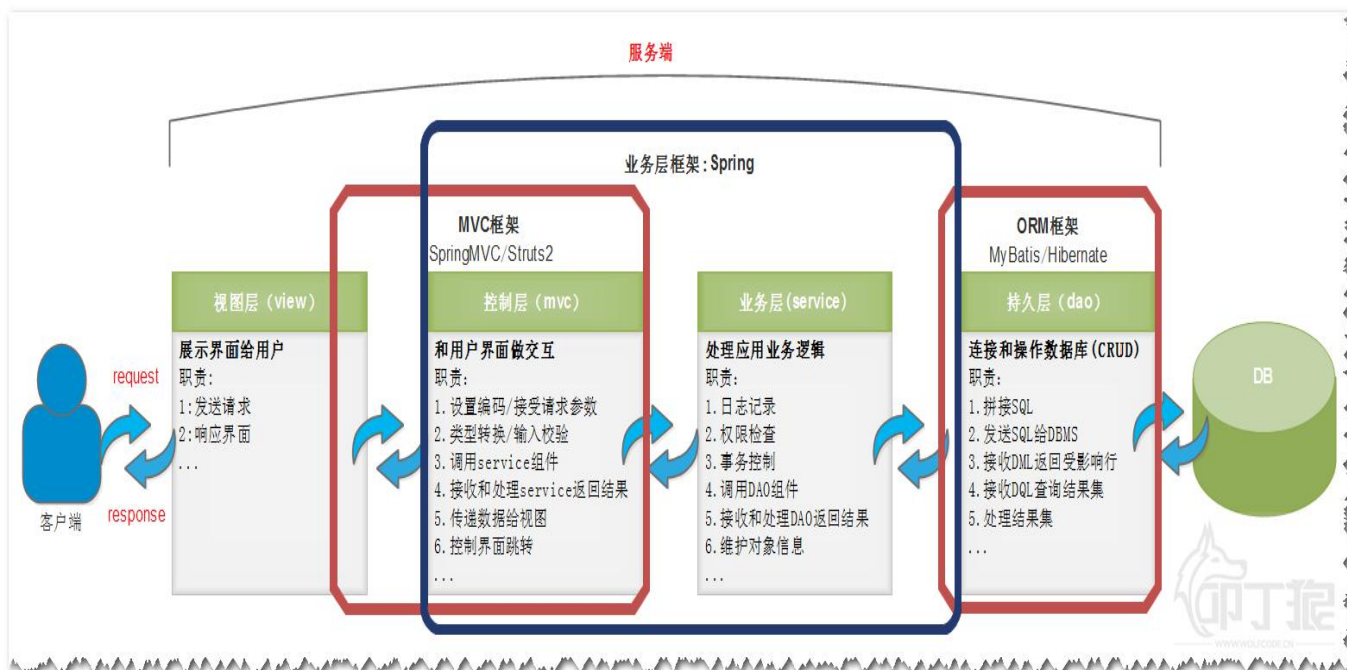 服务端
业务层框架:Spring
MVC框架
SpringMVC/Struts2
ORM框架
MyBatis/Hibernate
视图层（view）
展示界面给用户
职责:
1:发送请求
2:响应界面
...
控制层（mvc）
和用户界面做交互
职责:
1.设置编码/接受请求参数
2.类型转换/输入校验
3.调用service组件
4.接收和处理service返回结果
5.传递数据给视图
6.控制界面跳转
...
业务层(service)
处理应用业务逻辑
职责:
1.日志记录
2.权限检查
3.事务控制
4.调用DAO组件
5.接收和处理DAO返回结果
6.维护对象信息
...
持久层（dao）
连接和操作数据库(CRUD)
职责:
1.拼接SQL
2.发送SQL给DBMS
3.接收DML返回受影响行
4.接收DQL查询结果集
5.处理结果集
...
request
response
客户端
DB
叩丁狼
WWW.WOLFCODE.CN